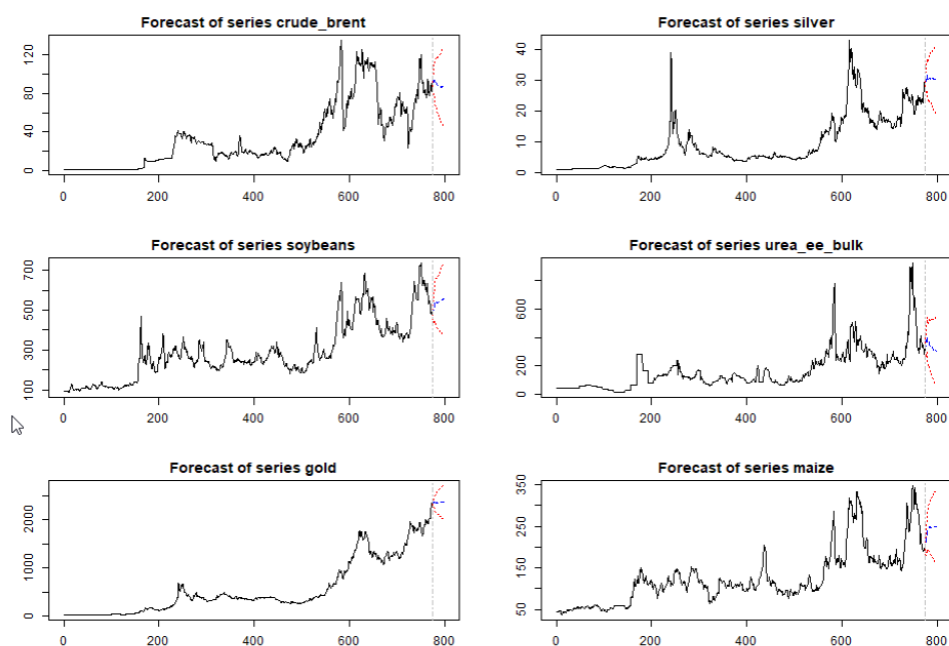 Forecast of series crude_brent
0 40 80 120
0 200 400 600 800
Forecast of series silver
0 10 20 30 40
0 200 400 600 800
Forecast of series soybeans
100 300 500 700
0 200 400 600 800
Forecast of series urea_ee_bulk
0 200 600
0 200 400 600 800
Forecast of series gold
0 1000 2000
0 200 400 600 800
Forecast of series maize
50 150 250 350
0 200 400 600 800